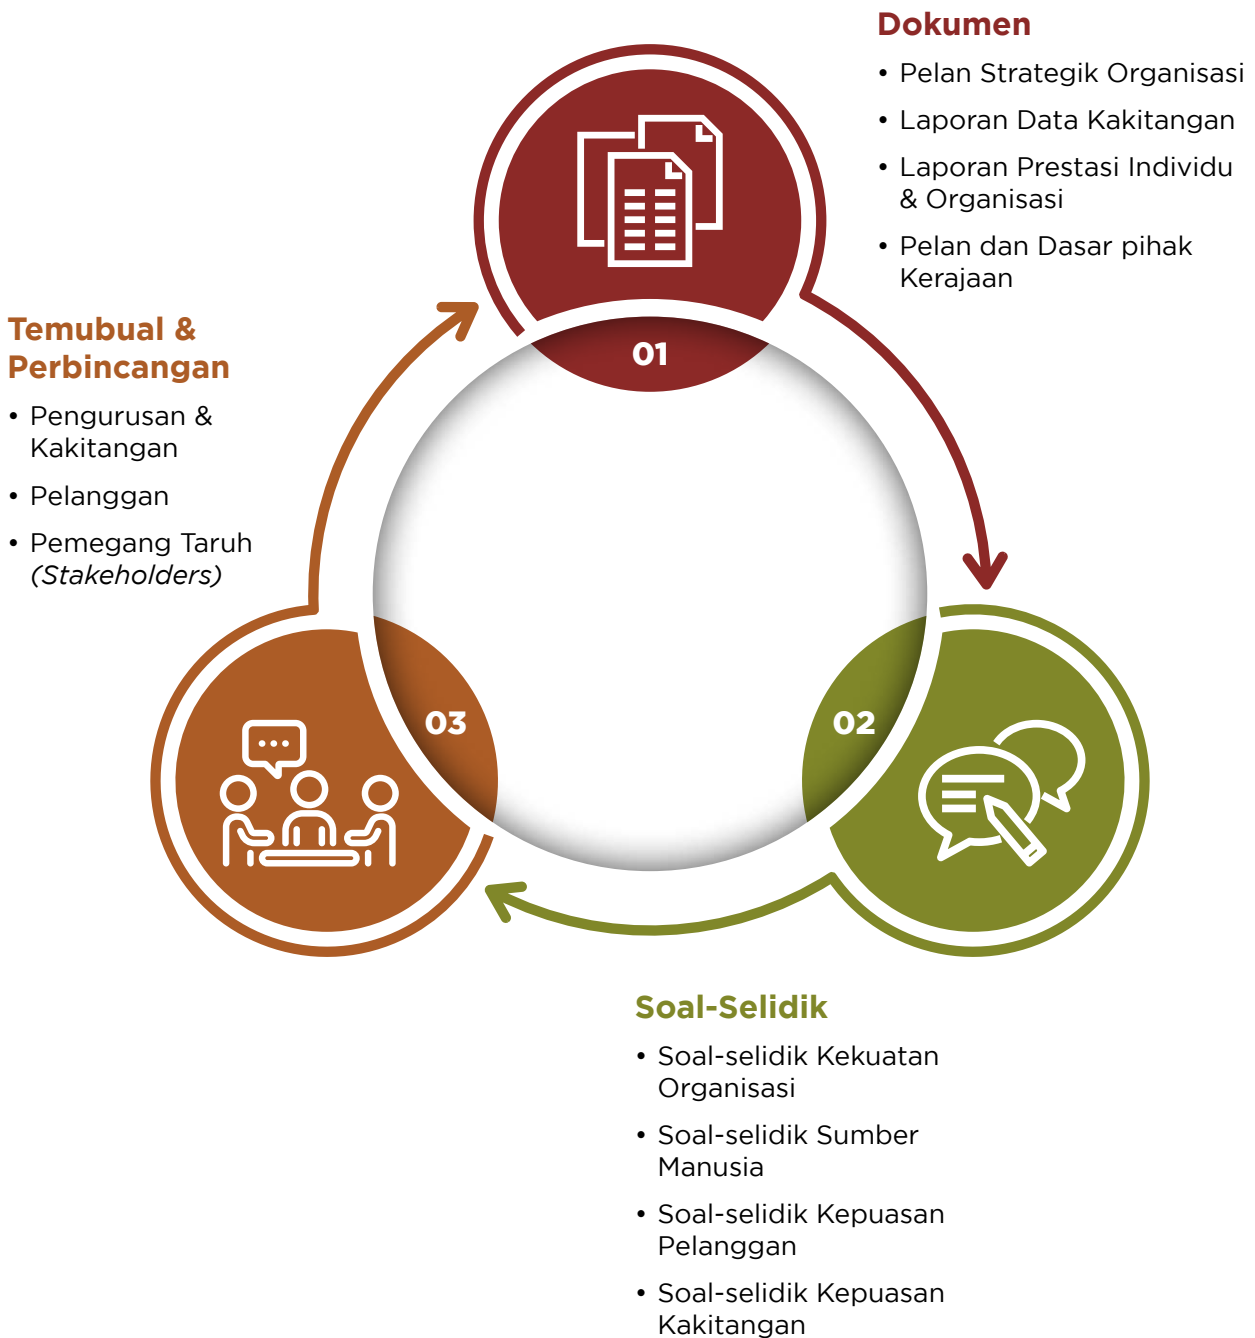 Dokumen
• Pelan Strategik Organisasi
• Laporan Data Kakitangan
• Laporan Prestasi Individu
& Organisasi
• Pelan dan Dasar pihak
Kerajaan
01
Temubual &
Perbincangan
• Pengurusan &
Kakitangan
• Pelanggan
• Pemegang Taruh
(Stakeholders)
03
02
Soal-Selidik
• Soal-selidik Kekuatan
Organisasi
• Soal-selidik Sumber
Manusia
• Soal-selidik Kepuasan
Pelanggan
• Soal-selidik Kepuasan
Kakitangan